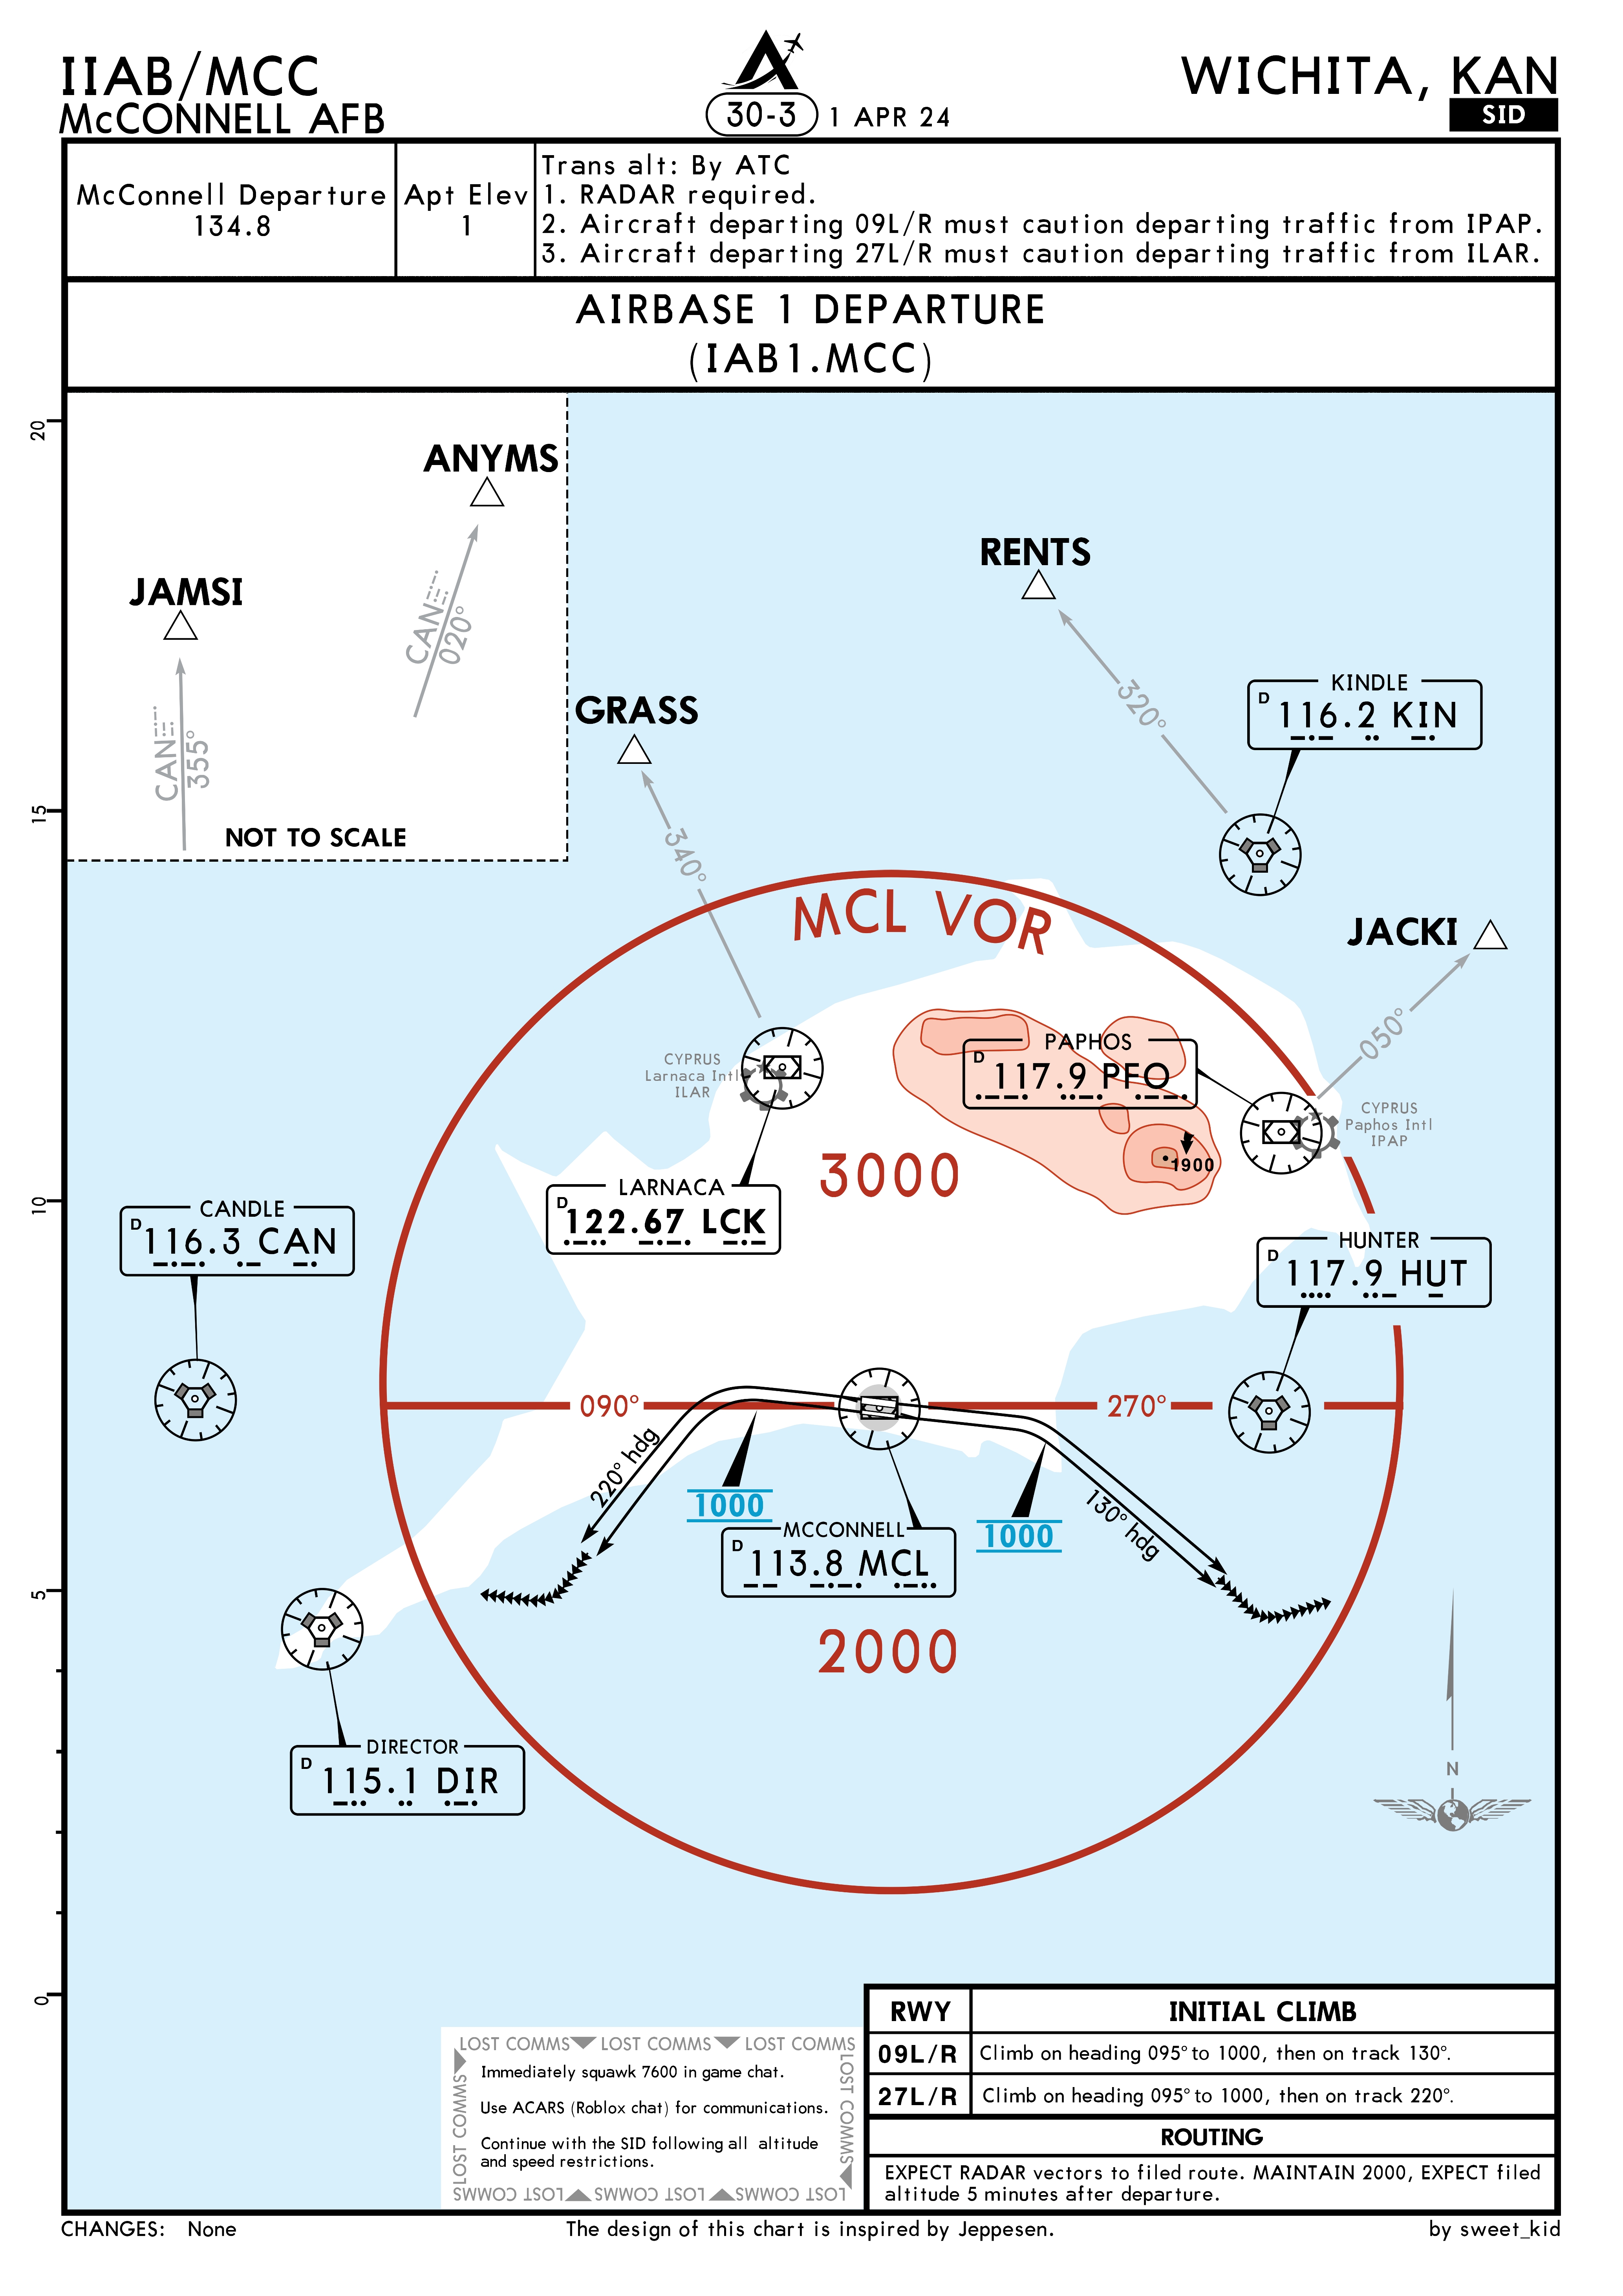 IIAB/MCC
McCONNELL AFB
30-3
1 APR 24
WICHITA, KAN
SID
McConnell Departure
134.8
Apt Elev
1
Trans alt: By ATC
1. RADAR required.
2. Aircraft departing 09L/R must caution departing traffic from IPAP.
3. Aircraft departing 27L/R must caution departing traffic from ILAR.
AIRBASE 1 DEPARTURE
(IAB1.MCC)
20
15
10
5
0
ANYMS
CAN
020°
JAMSI
CAN
355°
NOT TO SCALE
RENTS
320°
GRASS
340°
KINDLE
D
116.2 KIN
MCL VOR
JACKI
050°
CYPRUS
Larnaca Intl
ILAR
PAPHOS
D
117.9 PFO
CYPRUS
Paphos Intl
IPAP
1900
3000
LARNACA
D
122.67 LCK
CANDLE
D
116.3 CAN
HUNTER
D
117.9 HUT
090°
270°
220° hdg
130° hdg
1000
1000
MCCONNELL
D
113.8 MCL
2000
DIRECTOR
D
115.1 DIR
N
LOST COMMS LOST COMMS LOST COMMS
LOST COMMS
LOST COMMS
LOST COMMS LOST COMMS LOST COMMS
Immediately squawk 7600 in game chat.
Use ACARS (Roblox chat) for communications.
Continue with the SID following all altitude
and speed restrictions.
RWY
INITIAL CLIMB
09L/R
Climb on heading 095° to 1000, then on track 130°.
27L/R
Climb on heading 095° to 1000, then on track 220°.
ROUTING
EXPECT RADAR vectors to filed route. MAINTAIN 2000, EXPECT filed
altitude 5 minutes after departure.
CHANGES: None
The design of this chart is inspired by Jeppesen.
by sweet_kid